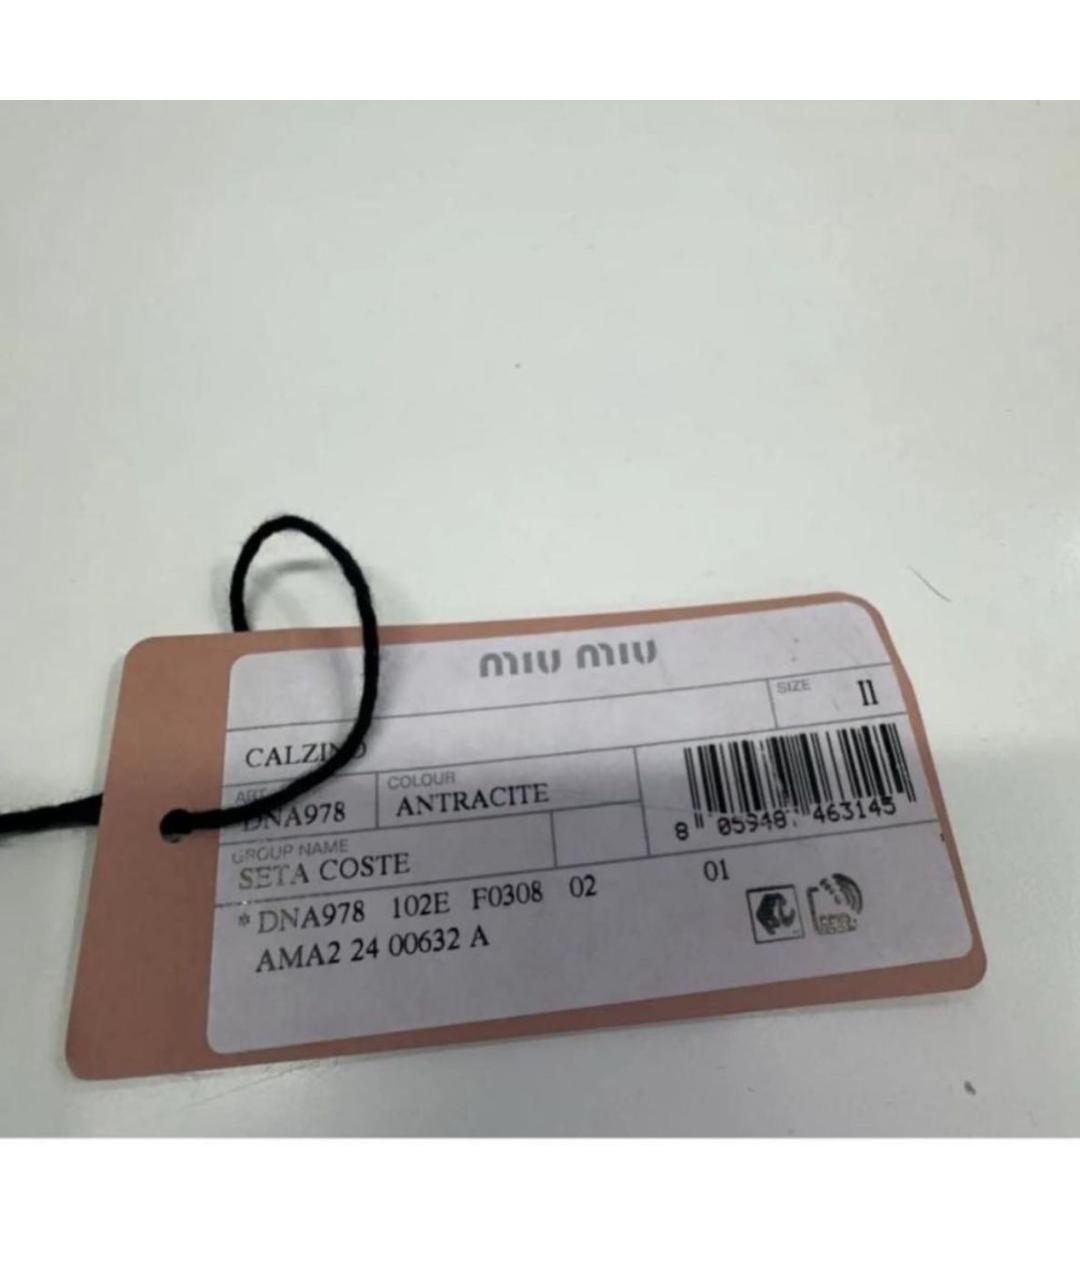 MIU MIU
SIZE II
CALZINO
ART.
DNA978
COLOUR
ANTRACITE
8 059481 463145
GROUP NAME
SETA COSTE
* DNA978 102E F0308 02 01
AMA2 24 00632 A